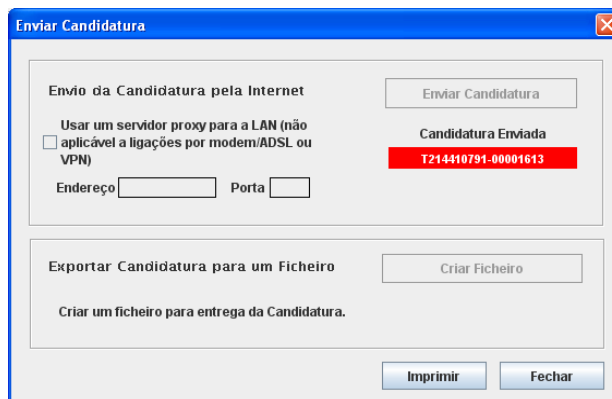 Enviar Candidatura
Envio da Candidatura pela Internet
Enviar Candidatura
Usar um servidor proxy para a LAN (não
aplicável a ligações por modem/ADSL ou
VPN)
Candidatura Enviada
T214410791-00001613
Endereço
Porta
Exportar Candidatura para um Ficheiro
Criar Ficheiro
Criar um ficheiro para entrega da Candidatura.
Imprimir
Fechar